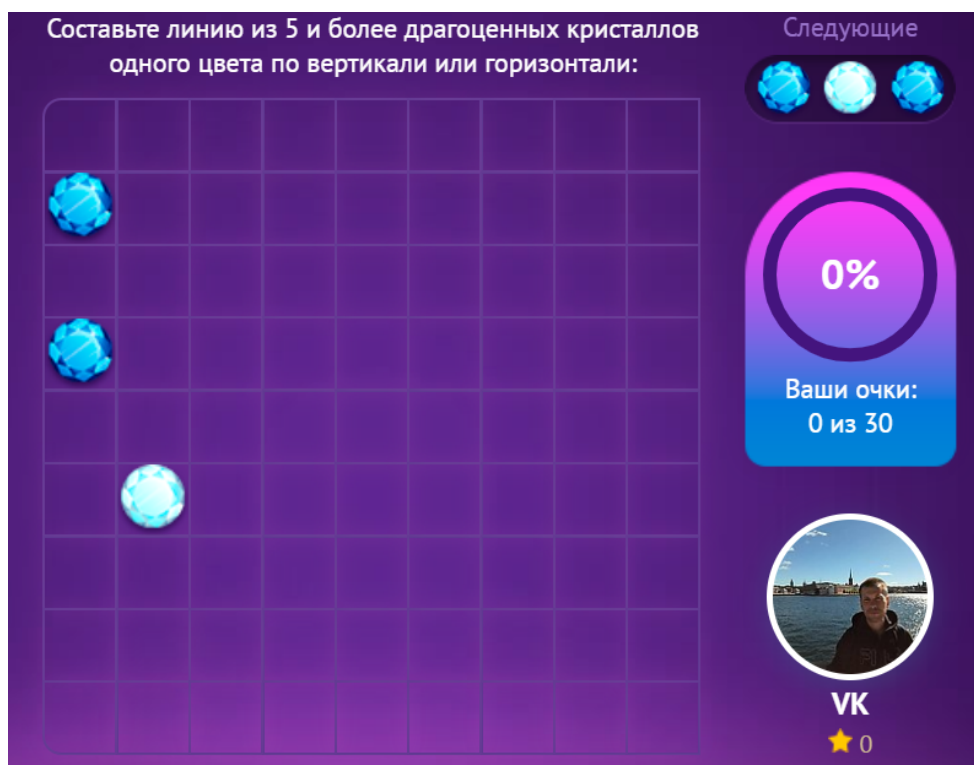 Составьте линию из 5 и более драгоценных кристаллов
одного цвета по вертикали или горизонтали:
Следующие
0%
Ваши очки:
0 из 30
VK
0